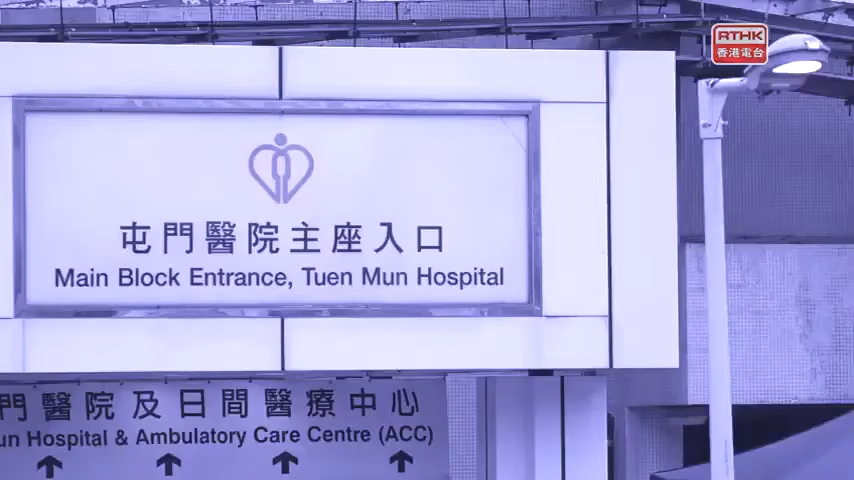 RTHK
香港電台
屯門醫院主座入口
Main Block Entrance, Tuen Mun Hospital
門醫院及日間醫療中心
un Hospital & Ambulatory Care Centre (ACC)